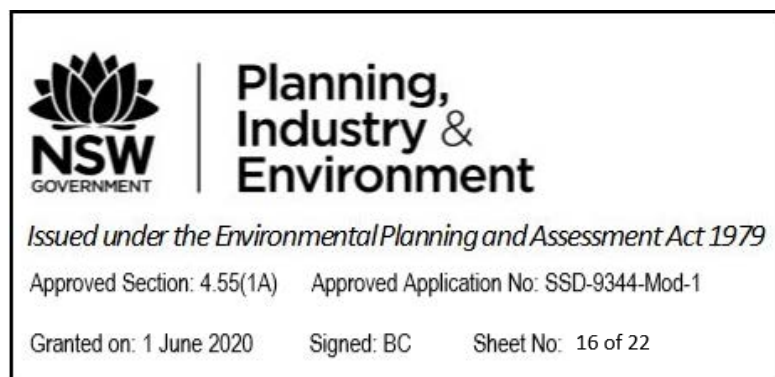 NSW
GOVERNMENT
Planning,
Industry &
Environment
Issued under the Environmental Planning and Assessment Act 1979
Approved Section: 4.55(1A) Approved Application No: SSD-9344-Mod-1
Granted on: 1 June 2020 Signed: BC Sheet No: 16 of 22